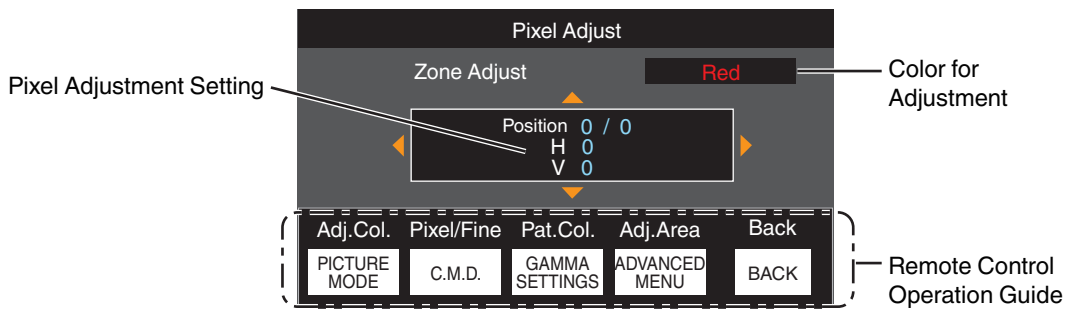 Pixel Adjust
Zone Adjust
Red
Pixel Adjustment Setting
Color for
Adjustment
Position 0 / 0
H 0
V 0
Adj.Col. Pixel/Fine Pat.Col. Adj.Area Back
PICTURE
MODE
C.M.D.
GAMMA
SETTINGS
ADVANCED
MENU
BACK
Remote Control
Operation Guide